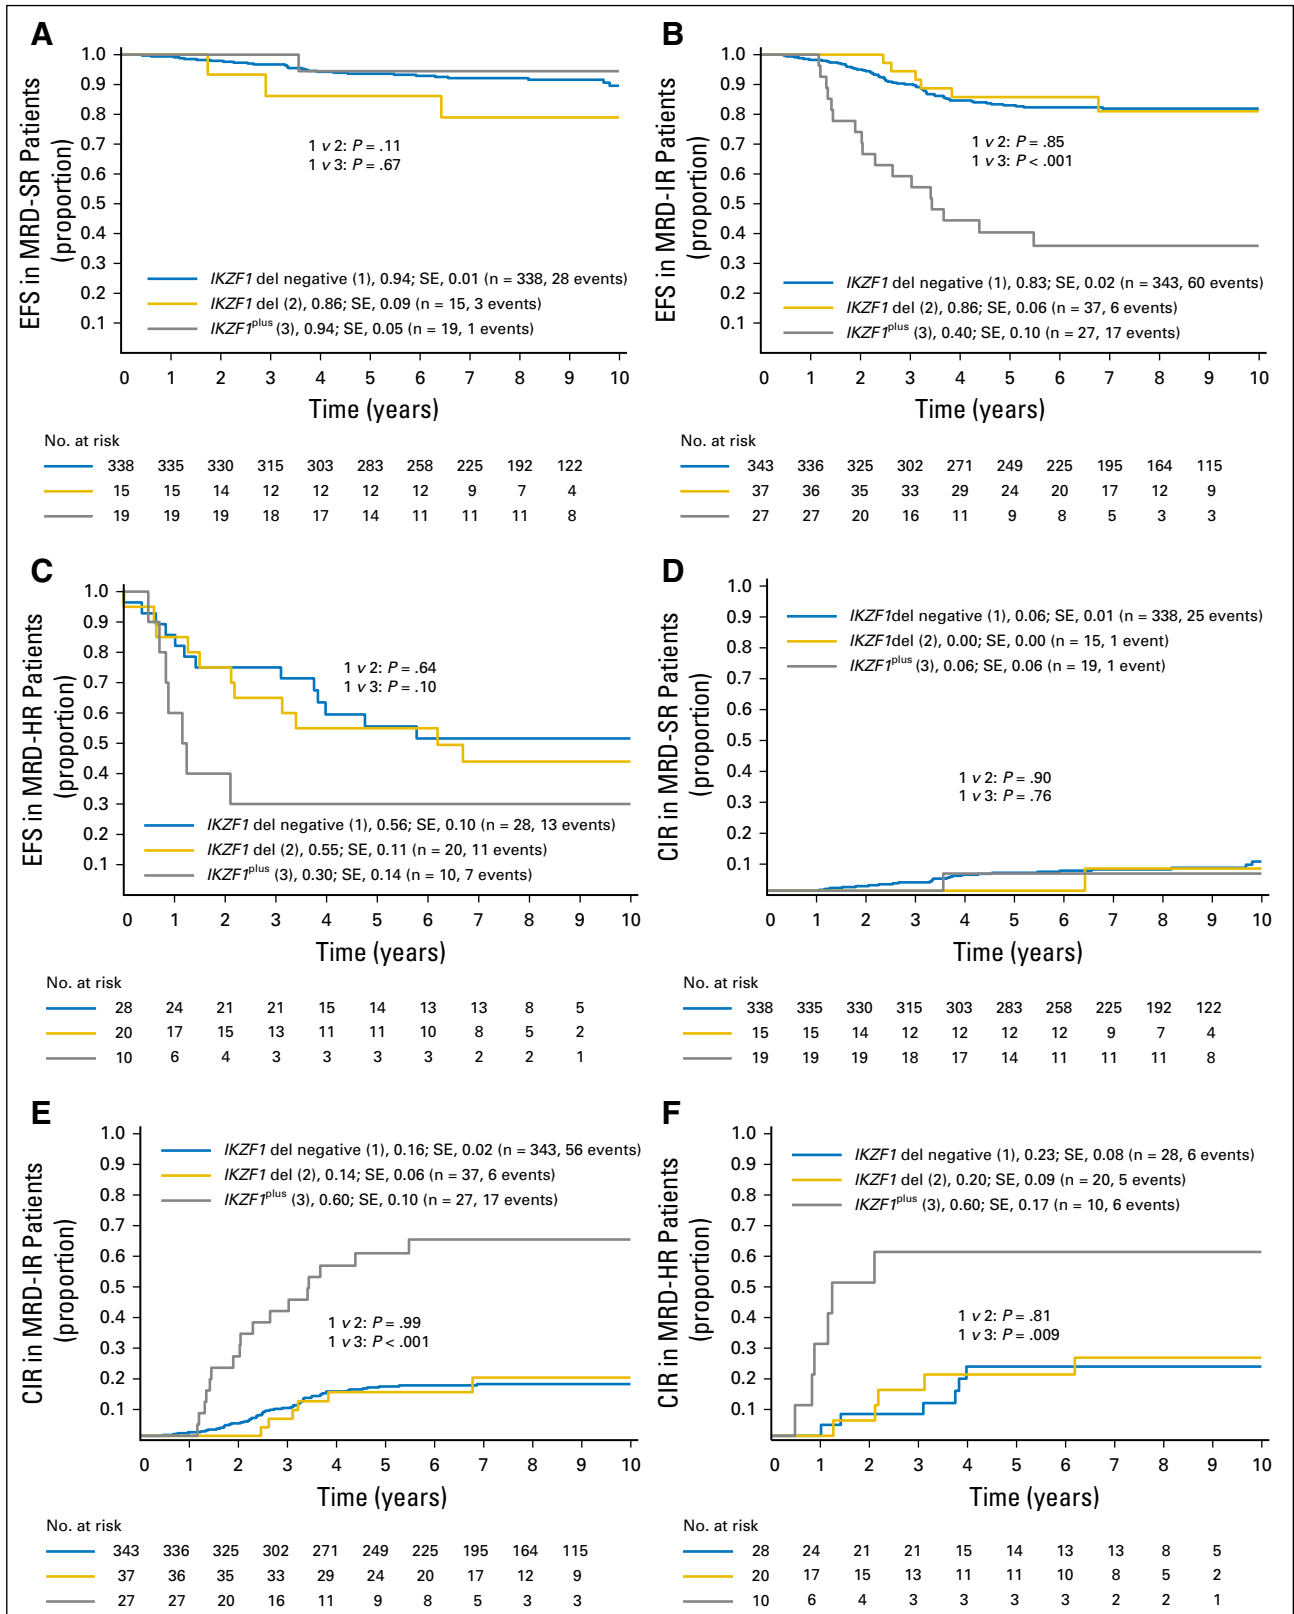 A
EFS in MRD-SR Patients
(proportion)
1.0
0.9
0.8
0.7
0.6
0.5
0.4
0.3
0.2
0.1
1 v 2: P = .11
1 v 3: P = .67
IKZF1 del negative (1), 0.94; SE, 0.01 (n = 338, 28 events)
IKZF1 del (2), 0.86; SE, 0.09 (n = 15, 3 events)
IKZF1plus (3), 0.94; SE, 0.05 (n = 19, 1 events)
0 1 2 3 4 5 6 7 8 9 10
Time (years)
No. at risk
338 335 330 315 303 283 258 225 192 122
15 15 14 12 12 12 12 9 7 4
19 19 19 18 17 14 11 11 11 8
B
EFS in MRD-IR Patients
(proportion)
1.0
0.9
0.8
0.7
0.6
0.5
0.4
0.3
0.2
0.1
1 v 2: P = .85
1 v 3: P < .001
IKZF1 del negative (1), 0.83; SE, 0.02 (n = 343, 60 events)
IKZF1 del (2), 0.86; SE, 0.06 (n = 37, 6 events)
IKZF1plus (3), 0.40; SE, 0.10 (n = 27, 17 events)
0 1 2 3 4 5 6 7 8 9 10
Time (years)
No. at risk
343 336 325 302 271 249 225 195 164 115
37 36 35 33 29 24 20 17 12 9
27 27 20 16 11 9 8 5 3 3
C
EFS in MRD-HR Patients
(proportion)
1.0
0.9
0.8
0.7
0.6
0.5
0.4
0.3
0.2
0.1
1 v 2: P = .64
1 v 3: P = .10
IKZF1 del negative (1), 0.56; SE, 0.10 (n = 28, 13 events)
IKZF1 del (2), 0.55; SE, 0.11 (n = 20, 11 events)
IKZF1plus (3), 0.30; SE, 0.14 (n = 10, 7 events)
0 1 2 3 4 5 6 7 8 9 10
Time (years)
No. at risk
28 24 21 21 15 14 13 13 8 5
20 17 15 13 11 11 10 8 5 2
10 6 4 3 3 3 3 2 2 1
D
CIR in MRD-SR Patients
(proportion)
1.0
0.9
0.8
0.7
0.6
0.5
0.4
0.3
0.2
0.1
IKZF1del negative (1), 0.06; SE, 0.01 (n = 338, 25 events)
IKZF1del (2), 0.00; SE, 0.00 (n = 15, 1 event)
IKZF1plus (3), 0.06; SE, 0.06 (n = 19, 1 event)
1 v 2: P = .90
1 v 3: P = .76
0 1 2 3 4 5 6 7 8 9 10
Time (years)
No. at risk
338 335 330 315 303 283 258 225 192 122
15 15 14 12 12 12 12 9 7 4
19 19 19 18 17 14 11 11 11 8
E
CIR in MRD-IR Patients
(proportion)
1.0
0.9
0.8
0.7
0.6
0.5
0.4
0.3
0.2
0.1
IKZF1 del negative (1), 0.16; SE, 0.02 (n = 343, 56 events)
IKZF1 del (2), 0.14; SE, 0.06 (n = 37, 6 events)
IKZF1plus (3), 0.60; SE, 0.10 (n = 27, 17 events)
1 v 2: P = .99
1 v 3: P < .001
0 1 2 3 4 5 6 7 8 9 10
Time (years)
No. at risk
343 336 325 302 271 249 225 195 164 115
37 36 35 33 29 24 20 17 12 9
27 27 20 16 11 9 8 5 3 3
F
CIR in MRD-HR Patients
(proportion)
1.0
0.9
0.8
0.7
0.6
0.5
0.4
0.3
0.2
0.1
IKZF1 del negative (1), 0.23; SE, 0.08 (n = 28, 6 events)
IKZF1 del (2), 0.20; SE, 0.09 (n = 20, 5 events)
IKZF1plus (3), 0.60; SE, 0.17 (n = 10, 6 events)
1 v 2: P = .81
1 v 3: P = .009
0 1 2 3 4 5 6 7 8 9 10
Time (years)
No. at risk
28 24 21 21 15 14 13 13 8 5
20 17 15 13 11 11 10 8 5 2
10 6 4 3 3 3 3 2 2 1